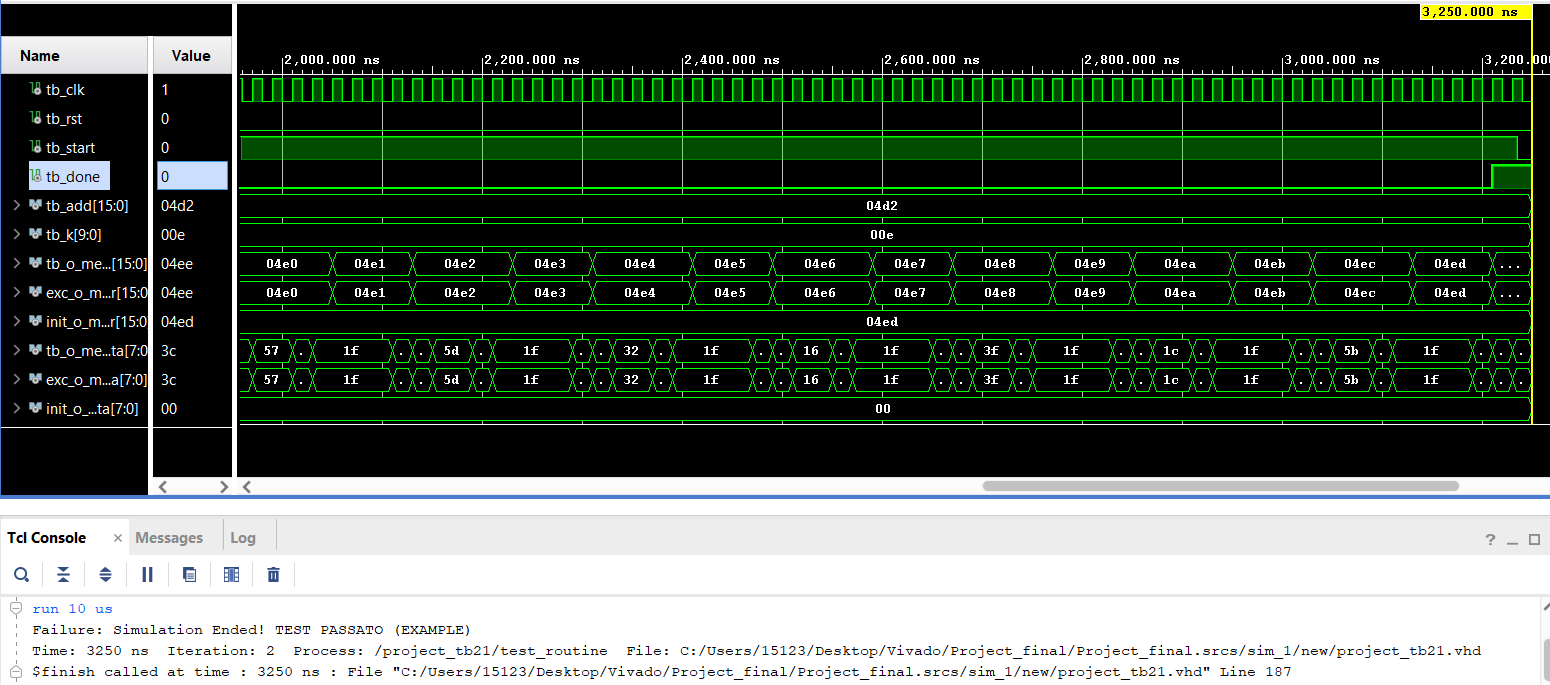 3,250.000 ns
Name Value
2,000.000 ns 2,200.000 ns 2,400.000 ns 2,600.000 ns 2,800.000 ns 3,000.000 ns 3,200.000
tb_clk 1
tb_rst 0
tb_start 0
tb_done 0
tb_add[15:0] 04d2 04d2
tb_k[9:0] 00e 00e
tb_o_me...[15:0] 04ee 04e0 04e1 04e2 04e3 04e4 04e5 04e6 04e7 04e8 04e9 04ea 04eb 04ec 04ed ...
exc_o_m...r[15:0 04ee 04e0 04e1 04e2 04e3 04e4 04e5 04e6 04e7 04e8 04e9 04ea 04eb 04ec 04ed ...
init_o_m...r[15:0 04ed 04ed
tb_o_me...ta[7:0 3c 57 . 1f . . 5d . 1f . . 32 . 1f . . 16 . 1f . . 3f . 1f . . 1c . 1f . . 5b . 1f . . .
exc_o_m...a[7:0] 3c 57 . 1f . . 5d . 1f . . 32 . 1f . . 16 . 1f . . 3f . 1f . . 1c . 1f . . 5b . 1f . . .
init_o_...ta[7:0] 00 00
Tcl Console × Messages Log ?
run 10 us
Failure: Simulation Ended! TEST PASSATO (EXAMPLE)
Time: 3250 ns Iteration: 2 Process: /project_tb21/test_routine File: C:/Users/15123/Desktop/Vivado/Project_final/Project_final.srcs/sim_1/new/project_tb21.vhd
$finish called at time : 3250 ns : File "C:/Users/15123/Desktop/Vivado/Project_final/Project_final.srcs/sim_1/new/project_tb21.vhd" Line 187